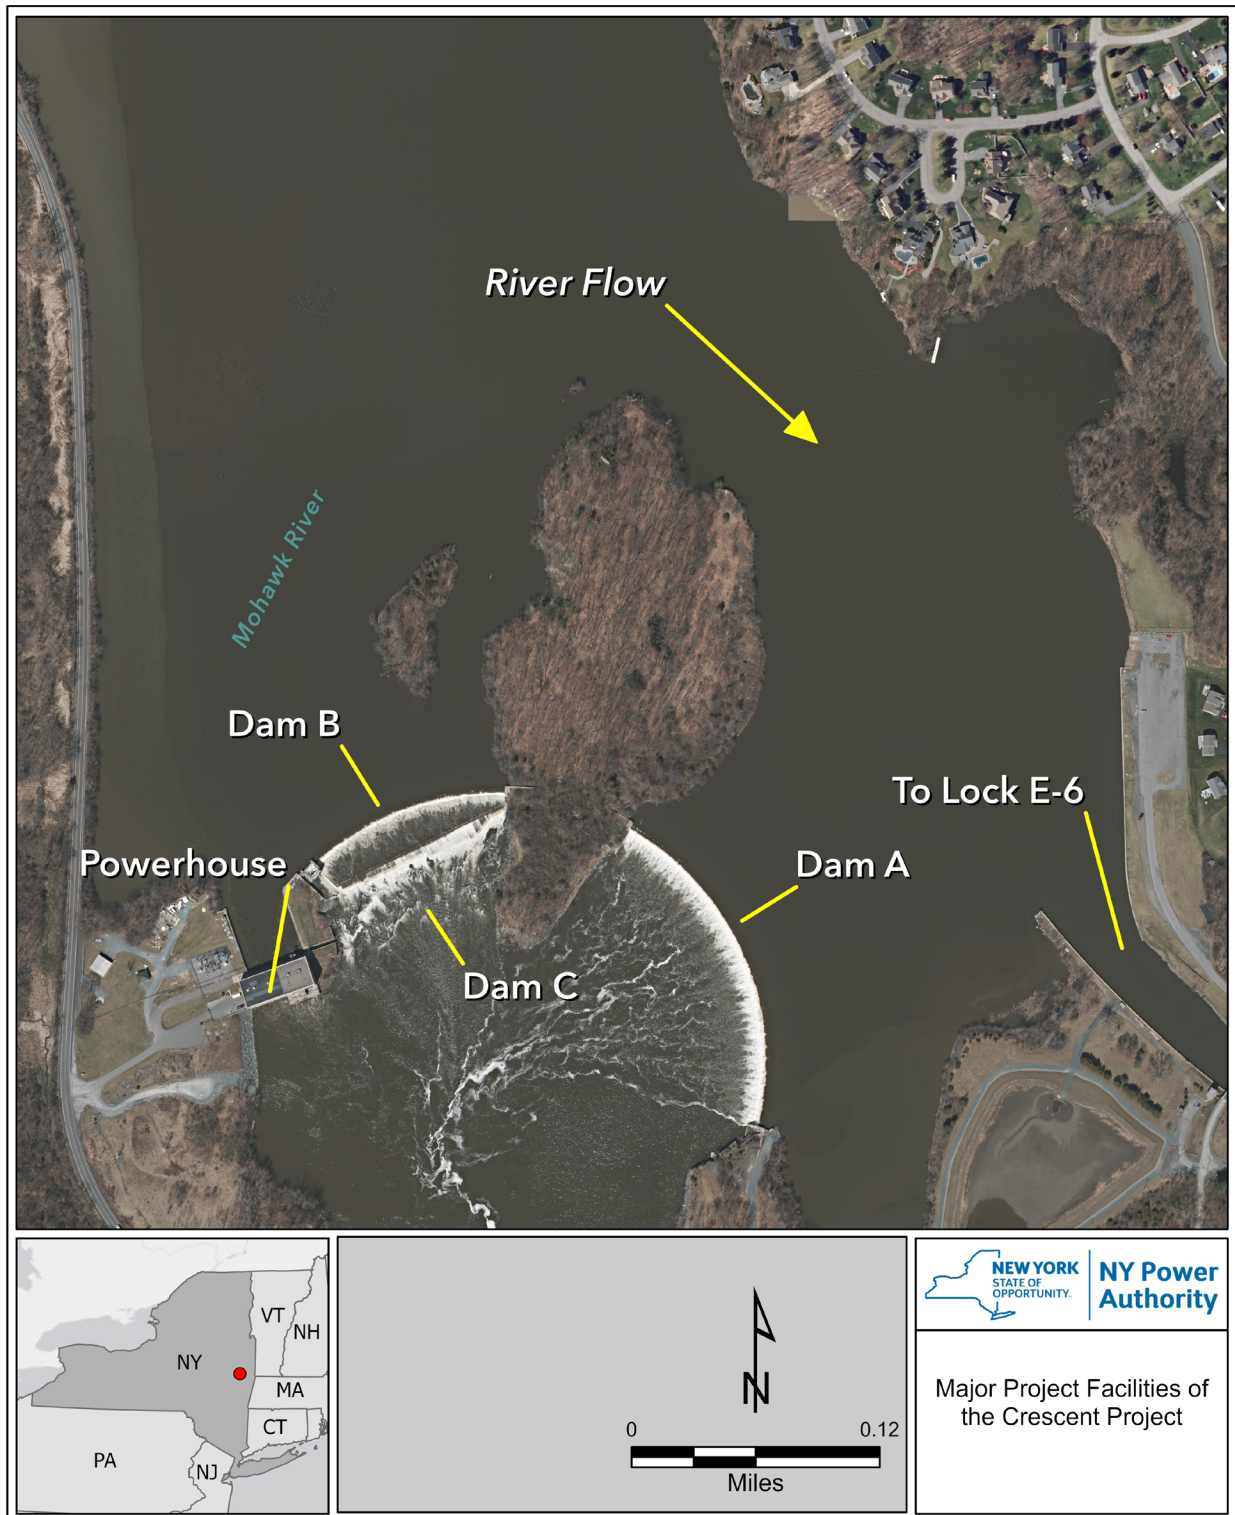 River Flow
Mohawk River
Dam B
To Lock E-6
Powerhouse
Dam A
Dam C
VT
NH
NY
MA
CT
PA
NJ
N
0 0.12
Miles
NEW YORK
STATE OF
OPPORTUNITY.
NY Power
Authority
Major Project Facilities of
the Crescent Project